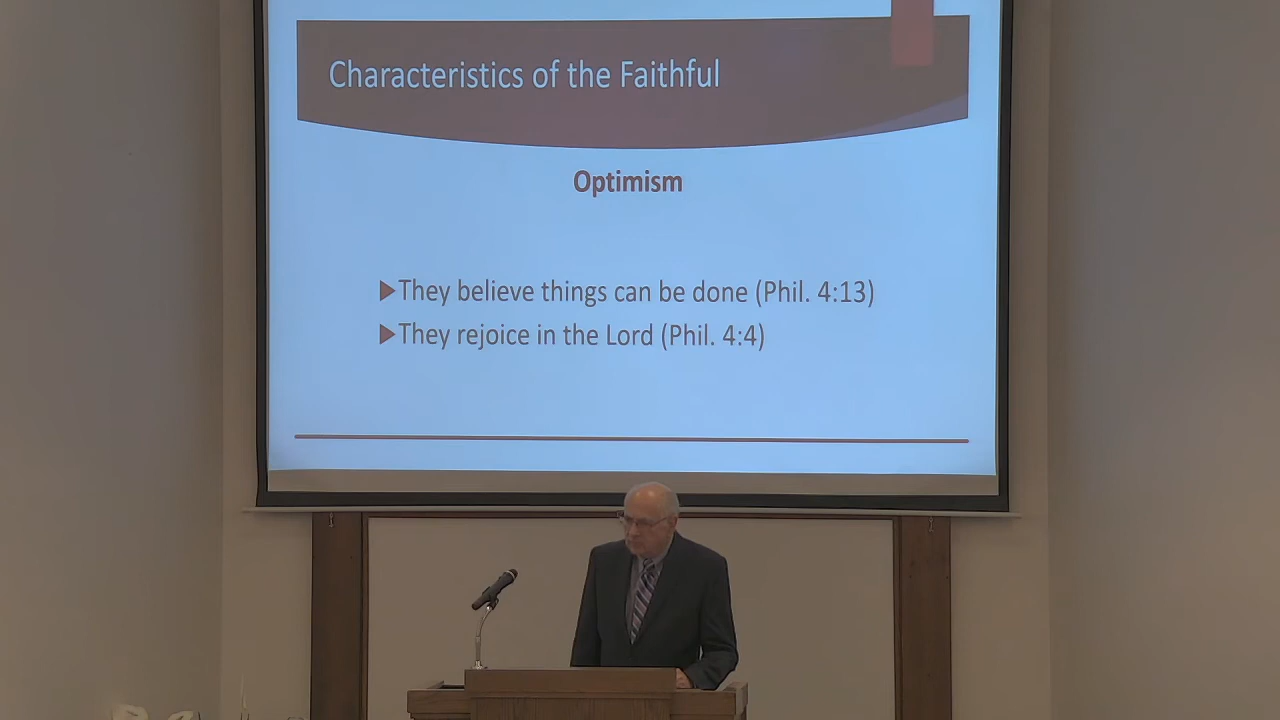 Characteristics of the Faithful
Optimism
They believe things can be done (Phil. 4:13)
They rejoice in the Lord (Phil. 4:4)